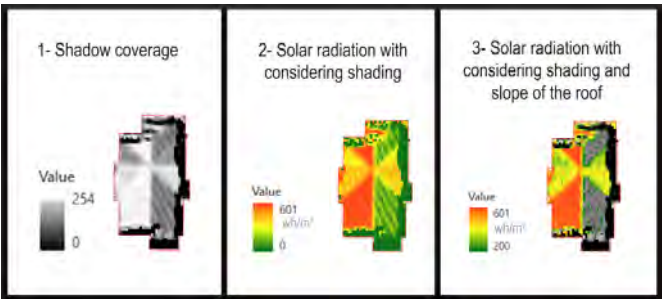 1- Shadow coverage
Value
254
0
2- Solar radiation with
considering shading
Value
601
wh/m²
0
3- Solar radiation with
considering shading and
slope of the roof
Value
601
wh/m²
200